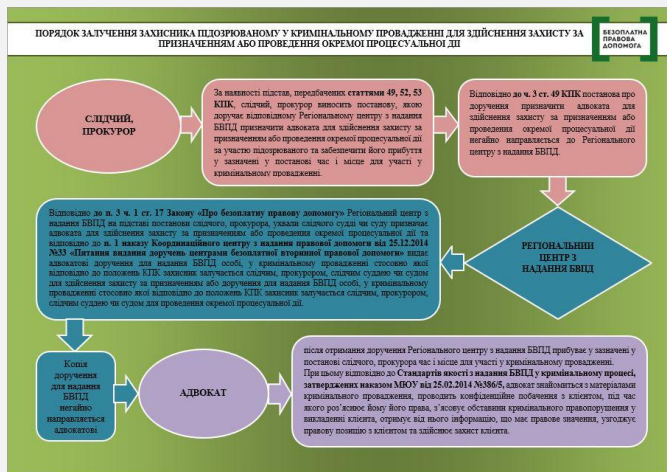 ПОРЯДОК ЗАЛУЧЕННЯ ЗАХИСНИКА ПІДОЗРЮВАНОМУ У КРИМІНАЛЬНОМУ ПРОВАДЖЕННІ ДЛЯ ЗДІЙСНЕННЯ ЗАХИСТУ ЗА
ПРИЗНАЧЕННЯМ АБО ПРОВЕДЕННЯ ОКРЕМОЇ ПРОЦЕСУАЛЬНОЇ ДІЇ
БЕЗОПЛАТНА
ПРАВОВА
ДОПОМОГА
СЛІДЧИЙ,
ПРОКУРОР
За наявності підстав, передбачених статтями 49, 52, 53
КПК, слідчий, прокурор виносить постанову, якою
доручає відповідному Регіональному центру з надання
БВПД призначити адвоката для здійснення захисту за
призначенням або проведення окремої процесуальної дії
за участю підозрюваного та забезпечити його прибуття
у зазначені у постанові час і місце для участі у
кримінальному провадженні.
Відповідно до ч. 3 ст. 49 КПК постанова про
доручення призначити адвоката для
здійснення захисту за призначенням або
проведення окремої процесуальної дії
негайно направляється до Регіонального
центру з надання БВПД.
Відповідно до п. 3 ч. 1 ст. 17 Закону «Про безоплатну правову допомогу» Регіональний центр з
надання БВПД на підставі постанови слідчого, прокурора, ухвали слідчого судді чи суду призначає
адвоката для здійснення захисту за призначенням або проведення окремої процесуальної дії та
відповідно до п. 1 наказу Координаційного центру з надання правової допомоги від 25.12.2014
№33 «Питання видання доручень центрами безоплатної вторинної правової допомоги» видає
адвокатові доручення для надання БВПД особі, у кримінальному провадженні стосовно якої
відповідно до положень КПК захисник залучається слідчим, прокурором, слідчим суддею чи судом
для здійснення захисту за призначенням або доручення для надання БВПД особі, у кримінальному
провадженні стосовно якої відповідно до положень КПК захисник залучається слідчим, прокурором,
слідчим суддею чи судом для проведення окремої процесуальної дії.
РЕГІОНАЛЬНИЙ
ЦЕНТР З
НАДАННЯ БВПД
Копія
доручення
для надання
БВПД
негайно
направляється
адвокатові
АДВОКАТ
після отримання доручення Регіонального центру з надання БВПД прибуває у зазначені у
постанові слідчого, прокурора час і місце для участі у кримінальному провадженні.
При цьому відповідно до Стандартів якості з надання БВПД у кримінальному процесі,
затверджених наказом МЮУ від 25.02.2014 №386/5, адвокат знайомиться з матеріалами
кримінального провадження, проводить конфіденційне побачення з клієнтом, під час
якого роз’яснює йому його права, з’ясовує обставини кримінального правопорушення у
викладенні клієнта, отримує від нього інформацію, що має правове значення, узгоджує
правову позицію з клієнтом та здійснює захист клієнта.